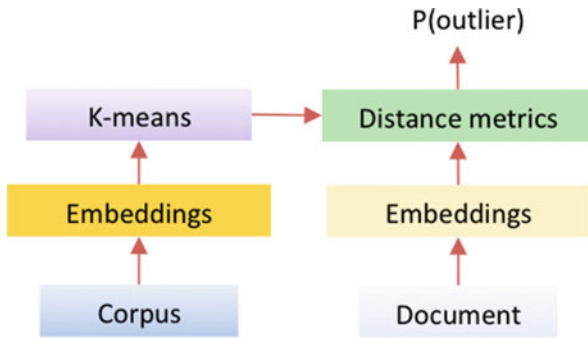 P(outlier)
K-means
Distance metrics
Embeddings
Embeddings
Corpus
Document